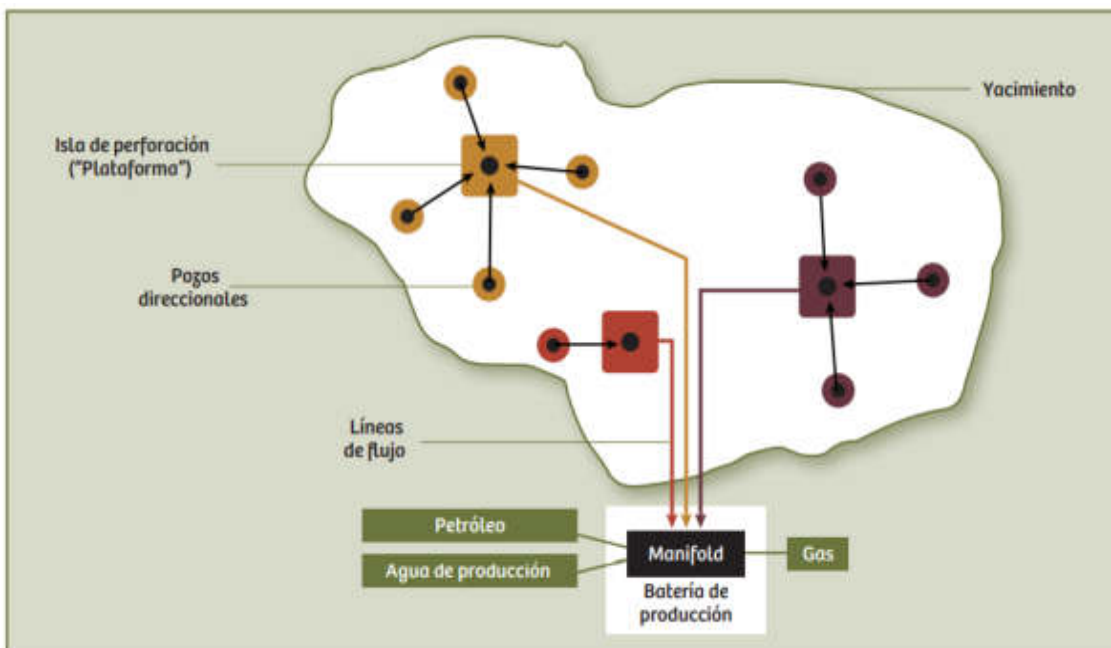 Yacimiento
Isla de perforación
("Plataforma")
Pozos
direccionales
Líneas
de flujo
Petróleo
Manifold
Gas
Agua de producción
Batería de
producción